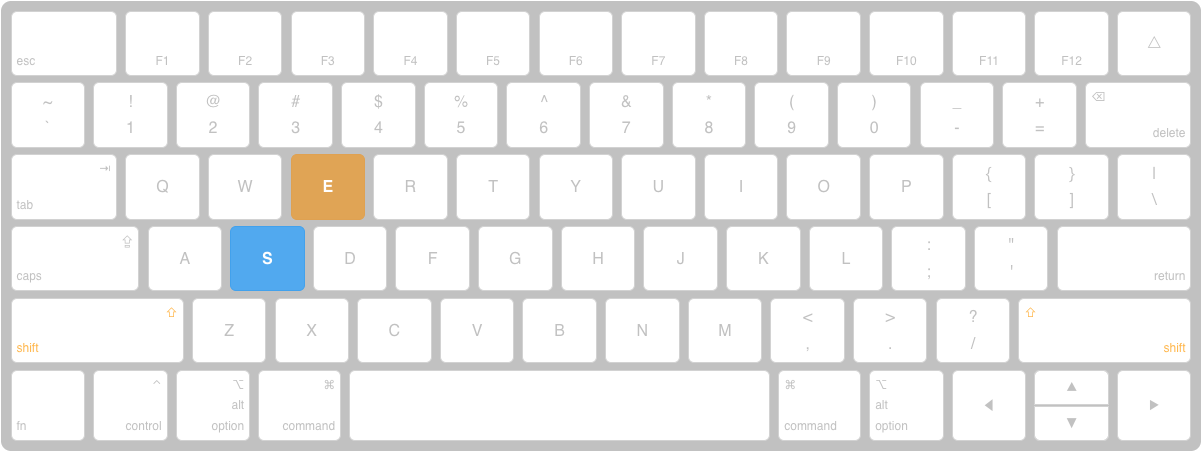 esc F1 F2 F3 F4 F5 F6 F7 F8 F9 F10 F11 F12
~ ! @ # $ % ^ & * ( ) _ +
` 1 2 3 4 5 6 7 8 9 0 - = delete
tab Q W E R T Y U I O P { } |
[ ] \
caps A S D F G H J K L : " return
; '
shift Z X C V B N M < > ? shift
, . /
fn ^ control ⌥ alt option ⌘ command ⌘ command ⌥ alt option